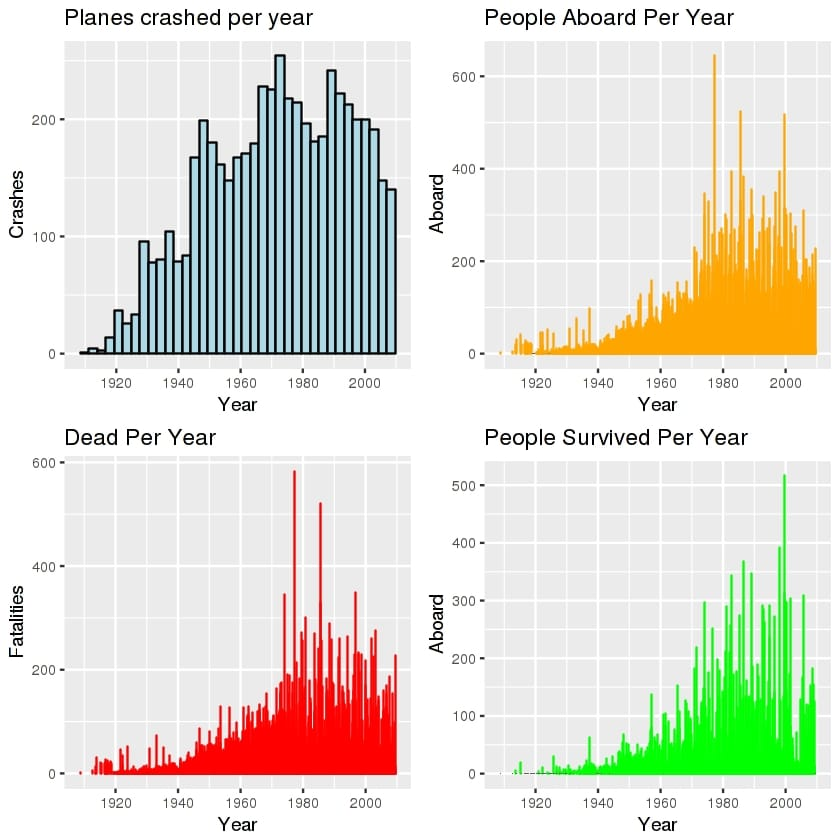 Planes crashed per year
Crashes
200
100
0
1920 1940 1960 1980 2000
Year
People Aboard Per Year
Aboard
600
400
200
0
1920 1940 1960 1980 2000
Year
Dead Per Year
Fatalities
600
400
200
0
1920 1940 1960 1980 2000
Year
People Survived Per Year
Aboard
500
400
300
200
100
0
1920 1940 1960 1980 2000
Year